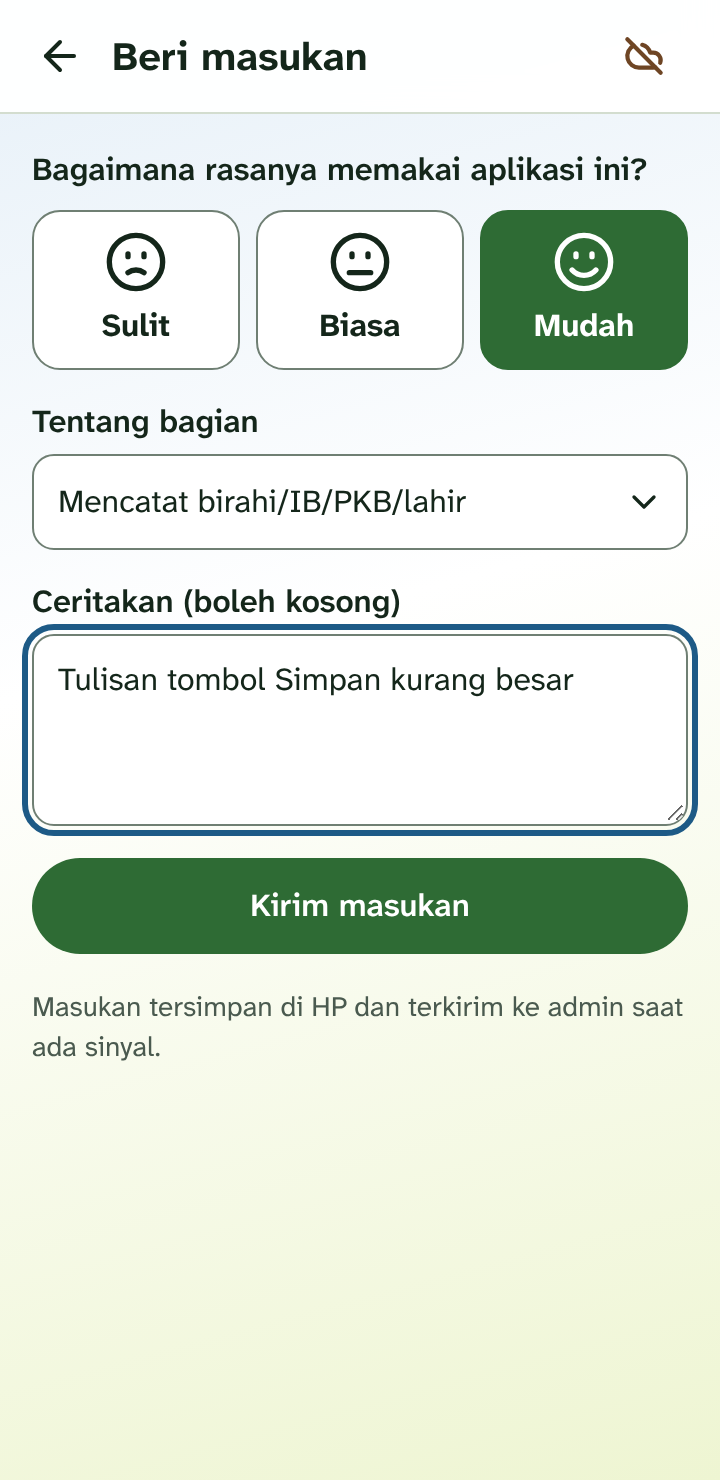 Beri masukan
Bagaimana rasanya memakai aplikasi ini?
Sulit
Biasa
Mudah
Tentang bagian
Mencatat birahi/IB/PKB/lahir
Ceritakan (boleh kosong)
Tulisan tombol Simpan kurang besar
Kirim masukan
Masukan tersimpan di HP dan terkirim ke admin saat
ada sinyal.